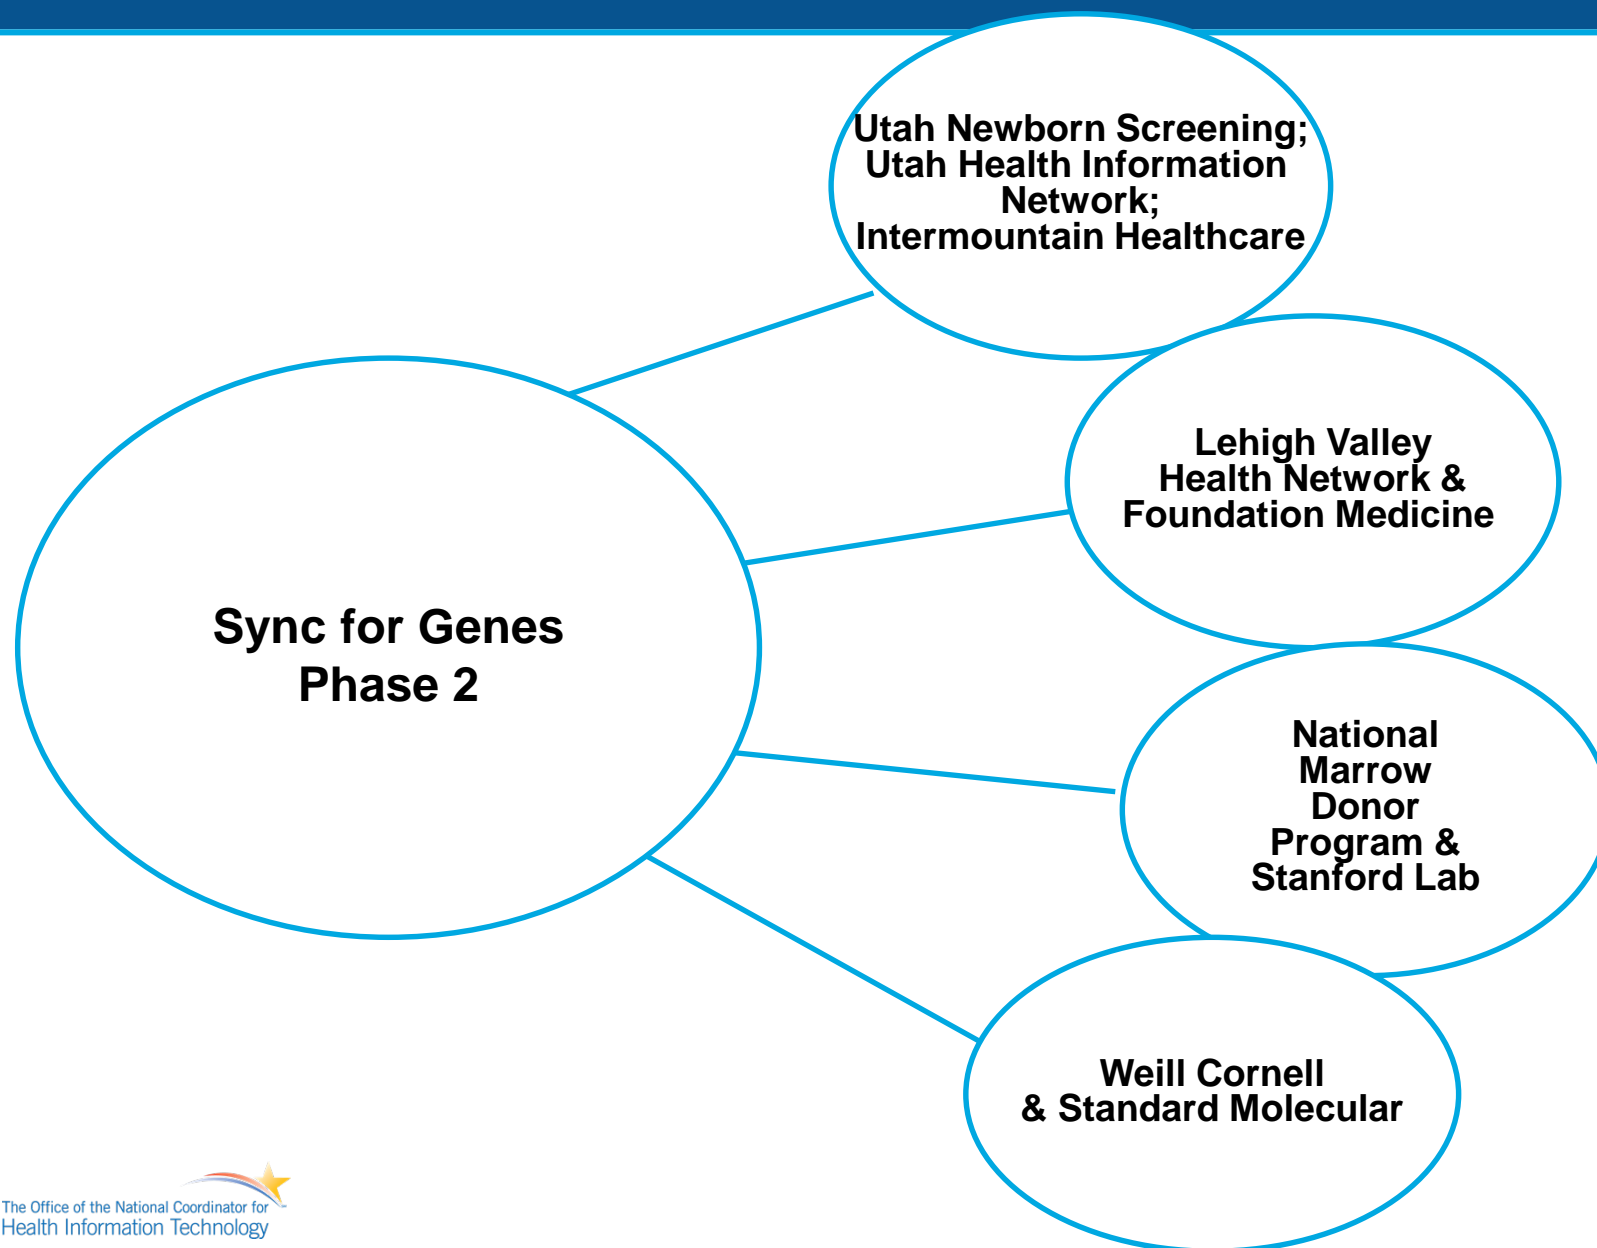 Utah Newborn Screening;
Utah Health Information
Network;
Intermountain Healthcare
Lehigh Valley
Health Network &
Foundation Medicine
Sync for Genes
Phase 2
National
Marrow
Donor
Program &
Stanford Lab
Weill Cornell
& Standard Molecular
The Office of the National Coordinator for
Health Information Technology